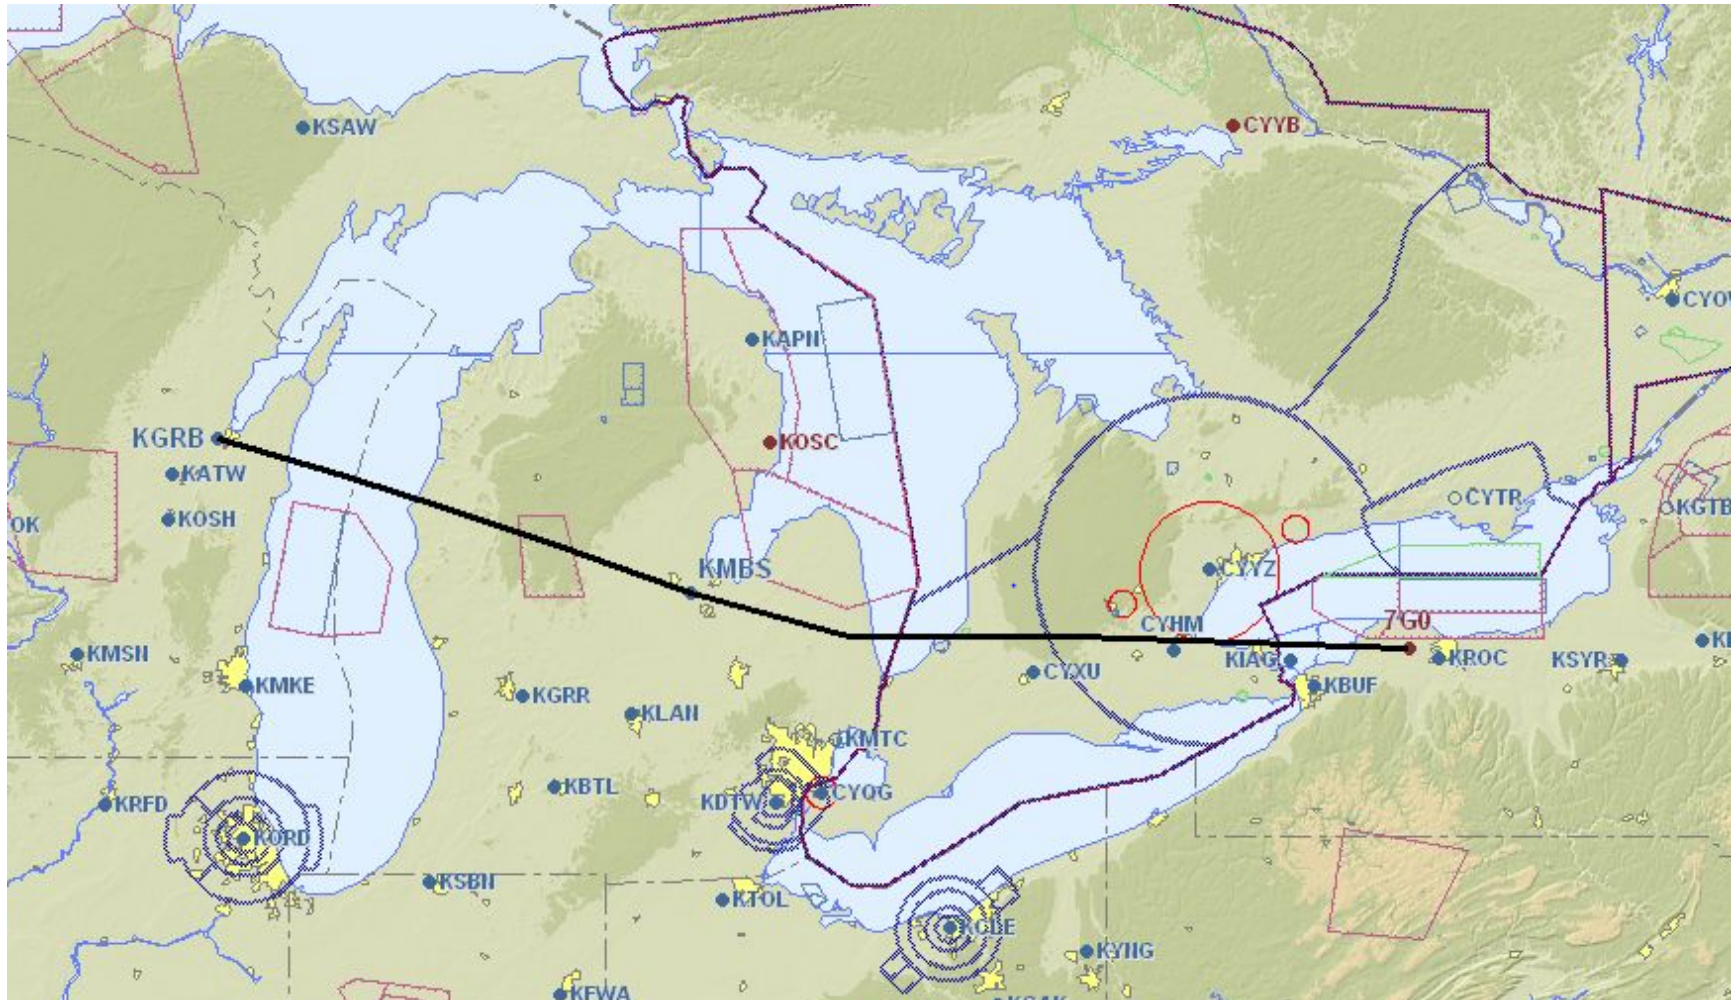 KSAW
CYYB
CYO
KAPN
KGRB
KOSC
KATW
CYTR
KGTB
KOSH
OK
KMBS
CYYZ
7G0
CYHM
KMSN
KIAG
KROC
KSYR
CYXU
KMKE
KGRR
KBUF
KLAN
KMTC
KBTL
KDTW
CYQG
KRFD
KORD
KSBN
KTOL
KCLE
KYNG
KFWA